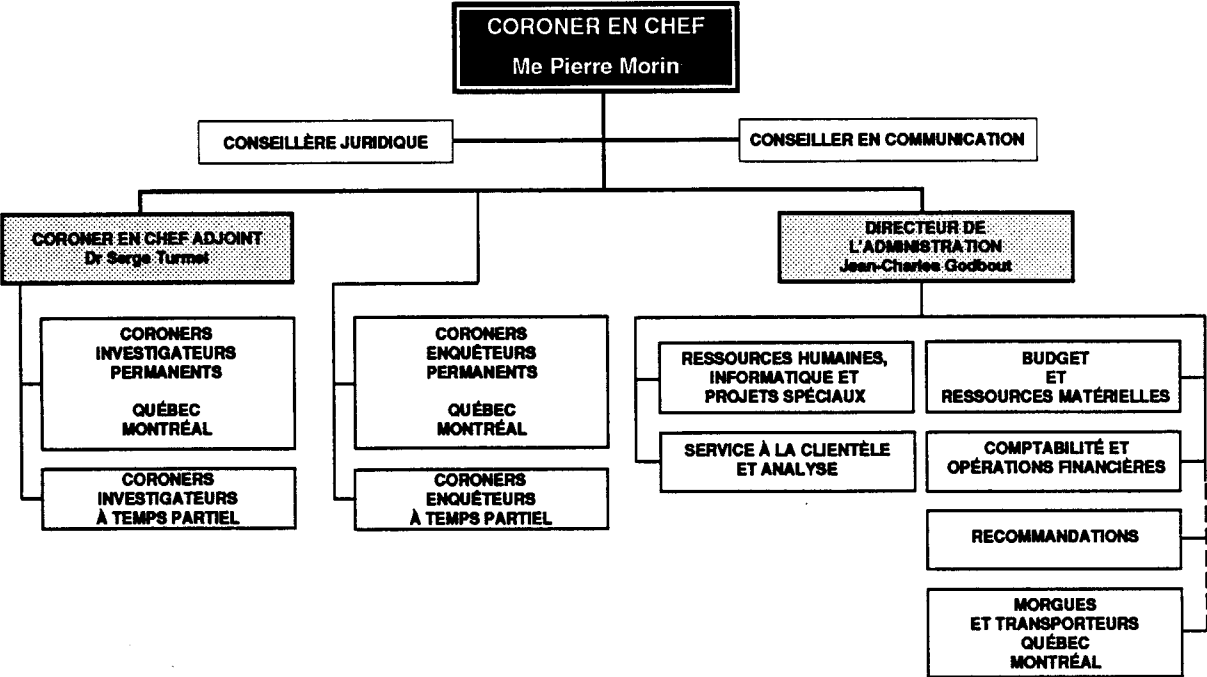 CORONER EN CHEF
Me Pierre Morin
CONSEILLÈRE JURIDIQUE
CONSEILLER EN COMMUNICATION
CORONER EN CHEF ADJOINT
Dr Serge Turmel
DIRECTEUR DE
L'ADMINISTRATION
Jean-Charles Godbout
CORONERS
INVESTIGATEURS
PERMANENTS
QUÉBEC
MONTRÉAL
CORONERS
INVESTIGATEURS
À TEMPS PARTIEL
CORONERS
ENQUÊTEURS
PERMANENTS
QUÉBEC
MONTRÉAL
CORONERS
ENQUÊTEURS
À TEMPS PARTIEL
RESSOURCES HUMAINES,
INFORMATIQUE ET
PROJETS SPÉCIAUX
SERVICE À LA CLIENTÈLE
ET ANALYSE
BUDGET
ET
RESSOURCES MATÉRIELLES
COMPTABILITÉ ET
OPÉRATIONS FINANCIÈRES
RECOMMANDATIONS
MORGUES
ET TRANSPORTEURS
QUÉBEC
MONTRÉAL